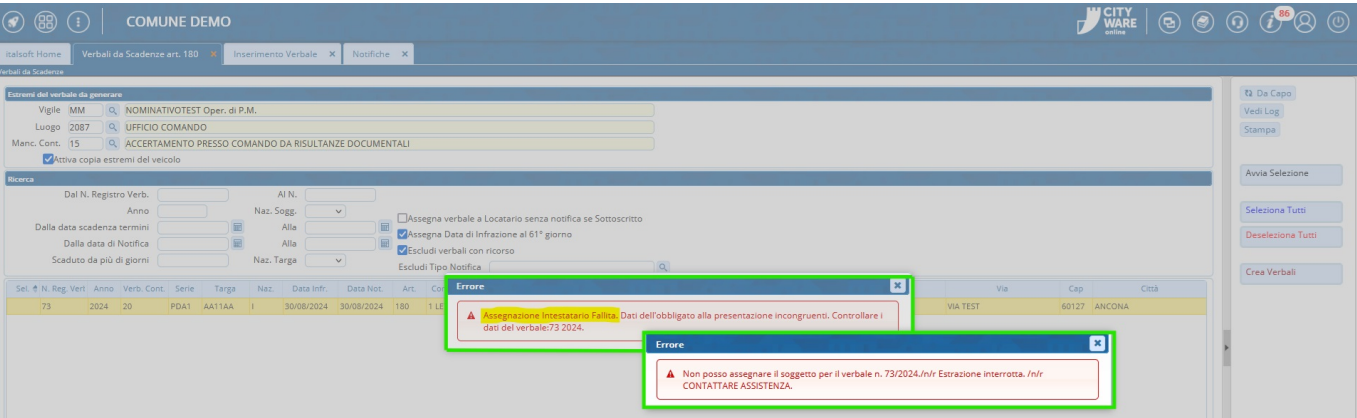 COMUNE DEMO
CITY
WARE
online
86
italsoft Home
Verbali da Scadenze art. 180
Inserimento Verbale
Notifiche
Verbali da Scadenze
Estremi del verbale da generare
Vigile MM NOMINATIVOTEST Oper. di P.M.
Luogo 2087 UFFICIO COMANDO
Manc. Cont. 15 ACCERTAMENTO PRESSO COMANDO DA RISULTANZE DOCUMENTALI
Attiva copia estremi del veicolo
Ricerca
Dal N. Registro Verb. Al N.
Anno Naz. Sogg.
Assegna verbale a Locatario senza notifica se Sottoscritto
Dalla data scadenza termini Alla
Assegna Data di Infrazione al 61° giorno
Dalla data di Notifica Alla
Escludi verbali con ricorso
Scaduto da più di giorni Naz. Targa
Escludi Tipo Notifica
Da Capo
Vedi Log
Stampa
Avvia Selezione
Seleziona Tutti
Deseleziona Tutti
Crea Verbali
Sel. N. Reg. Verl Anno Verb. Cont. Serie Targa Naz. Data Infr. Data Not. Art. Cor Via Cap Città
73 2024 20 PDA1 AA11AA I 30/08/2024 30/08/2024 180 1 LE VIA TEST 60127 ANCONA
Errore
Assegnazione Intestatario Fallita. Dati dell'obbligato alla presentazione incongruenti. Controllare i
dati del verbale:73 2024.
Errore
Non posso assegnare il soggetto per il verbale n. 73/2024./n/r Estrazione interrotta. /n/r
CONTATTARE ASSISTENZA.